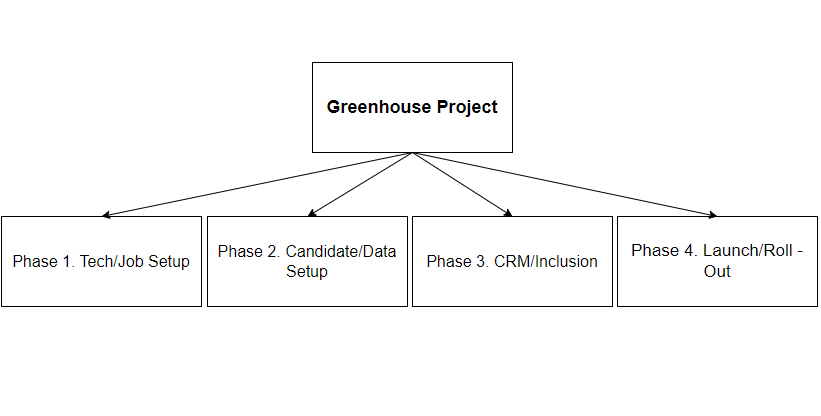 Greenhouse Project
Phase 1. Tech/Job Setup
Phase 2. Candidate/Data
Setup
Phase 3. CRM/Inclusion
Phase 4. Launch/Roll -
Out